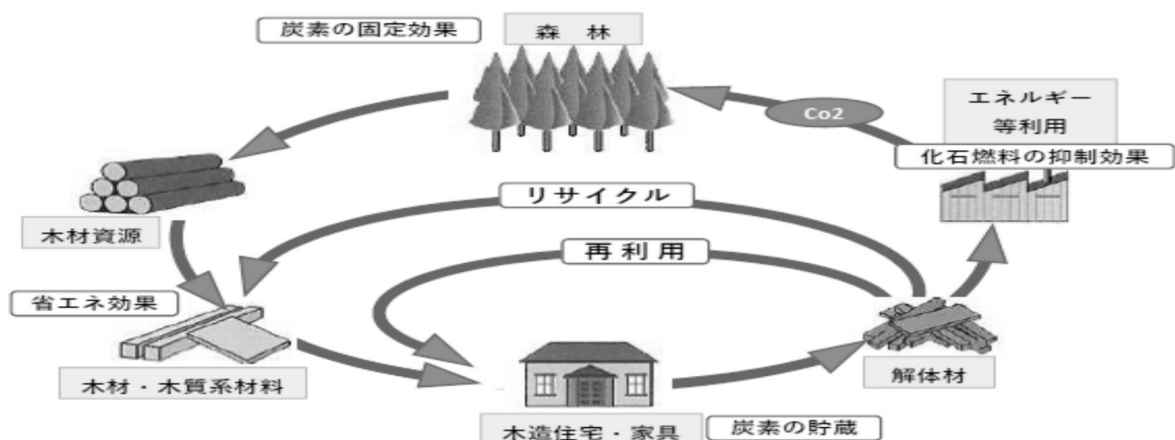 炭素の固定効果
森 林
Co2
エネルギー
等利用
化石燃料の抑制効果
リサイクル
木材資源
再利用
省エネ効果
木材・木質系材料
解体材
木造住宅・家具
炭素の貯蔵